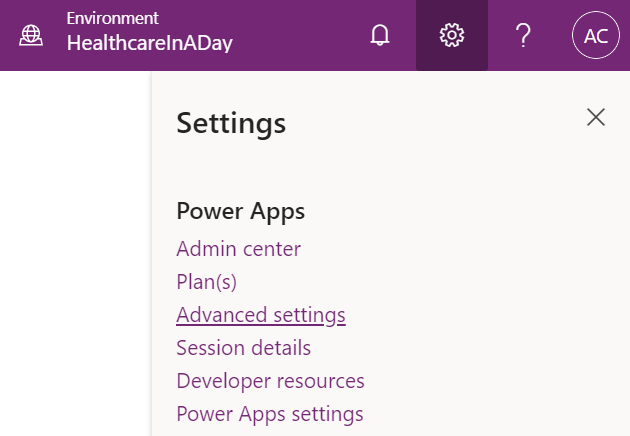 Environment
HealthcareInADay
?
AC
Settings
Power Apps
Admin center
Plan(s)
Advanced settings
Session details
Developer resources
Power Apps settings